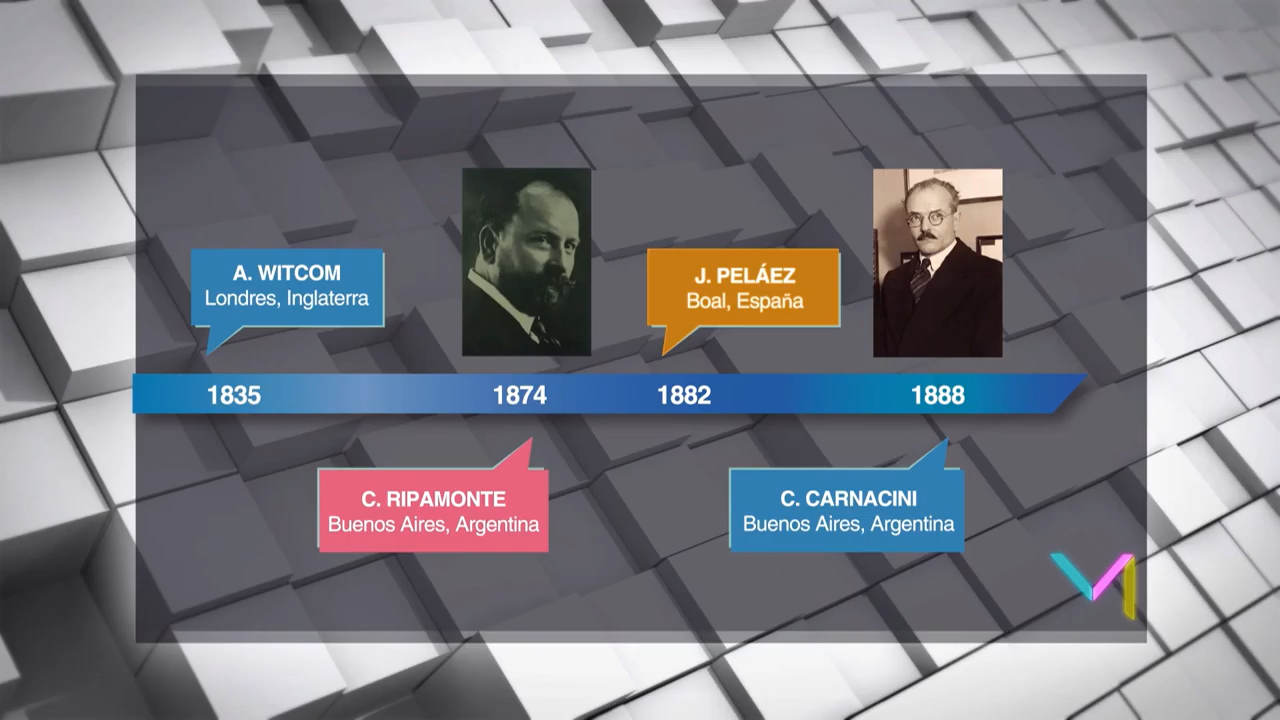 A. WITCOM
Londres, Inglaterra
J. PELÁEZ
Boal, España
1835
1874
1882
1888
C. RIPAMONTE
Buenos Aires, Argentina
C. CARNACINI
Buenos Aires, Argentina